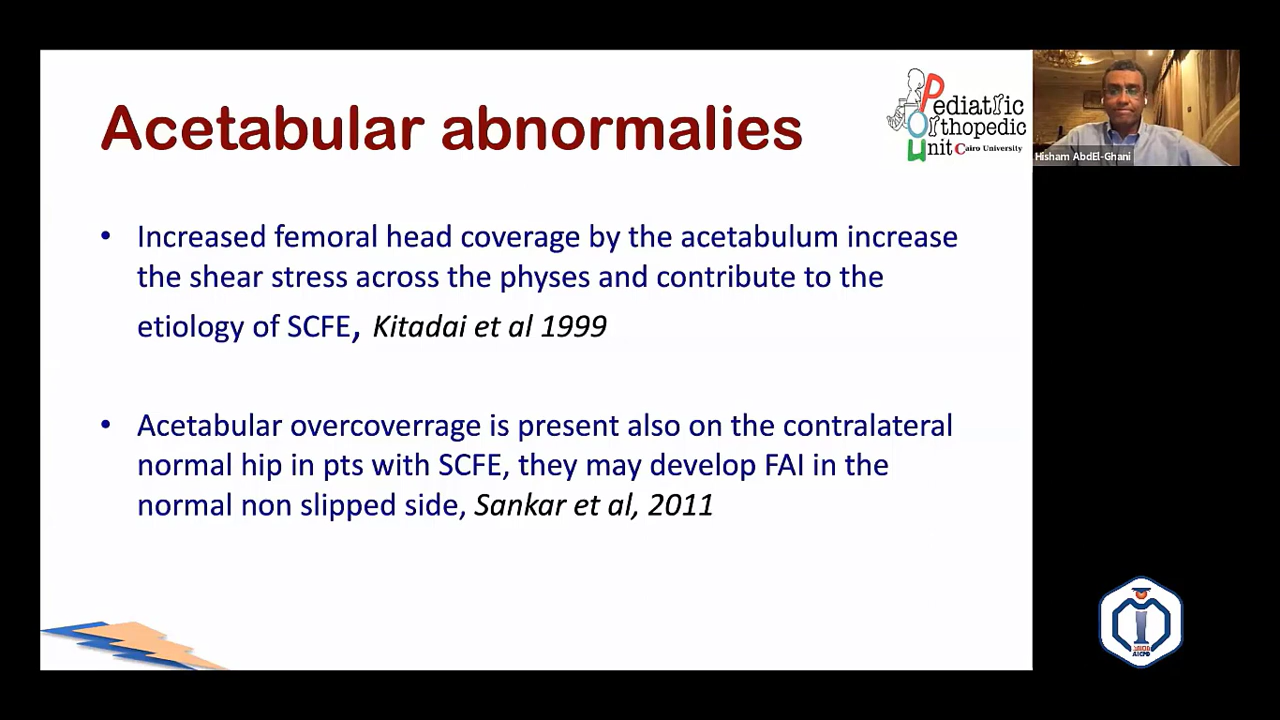 Acetabular abnormalies
Pediatric
Orthopedic
Unit Cairo University
Hisham AbdEl-Ghani
• Increased femoral head coverage by the acetabulum increase
the shear stress across the physes and contribute to the
etiology of SCFE, Kitadai et al 1999
• Acetabular overcoverrage is present also on the contralateral
normal hip in pts with SCFE, they may develop FAI in the
normal non slipped side, Sankar et al, 2011